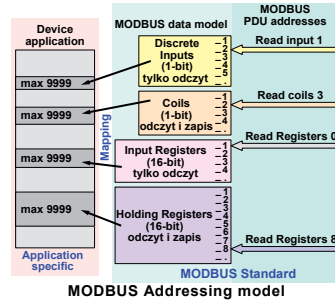 Device
application
MODBUS data model
MODBUS
PDU addresses
max 9999
max 9999
max 9999
max 9999
Application
specific
Mapping
Discrete
Inputs
(1-bit)
tylko odczyt
1
2
3
4
5
.
Read input 1
Coils
(1-bit)
odczyt i zapis
1
2
3
4
.
Read coils 3
Input Registers
(16-bit)
tylko odczyt
1
2
3
.
Read Registers 0
Holding Registers
(16-bit)
odczyt i zapis
1
2
3
4
5
6
7
8
.
Read Registers 8
MODBUS Standard
MODBUS Addressing model